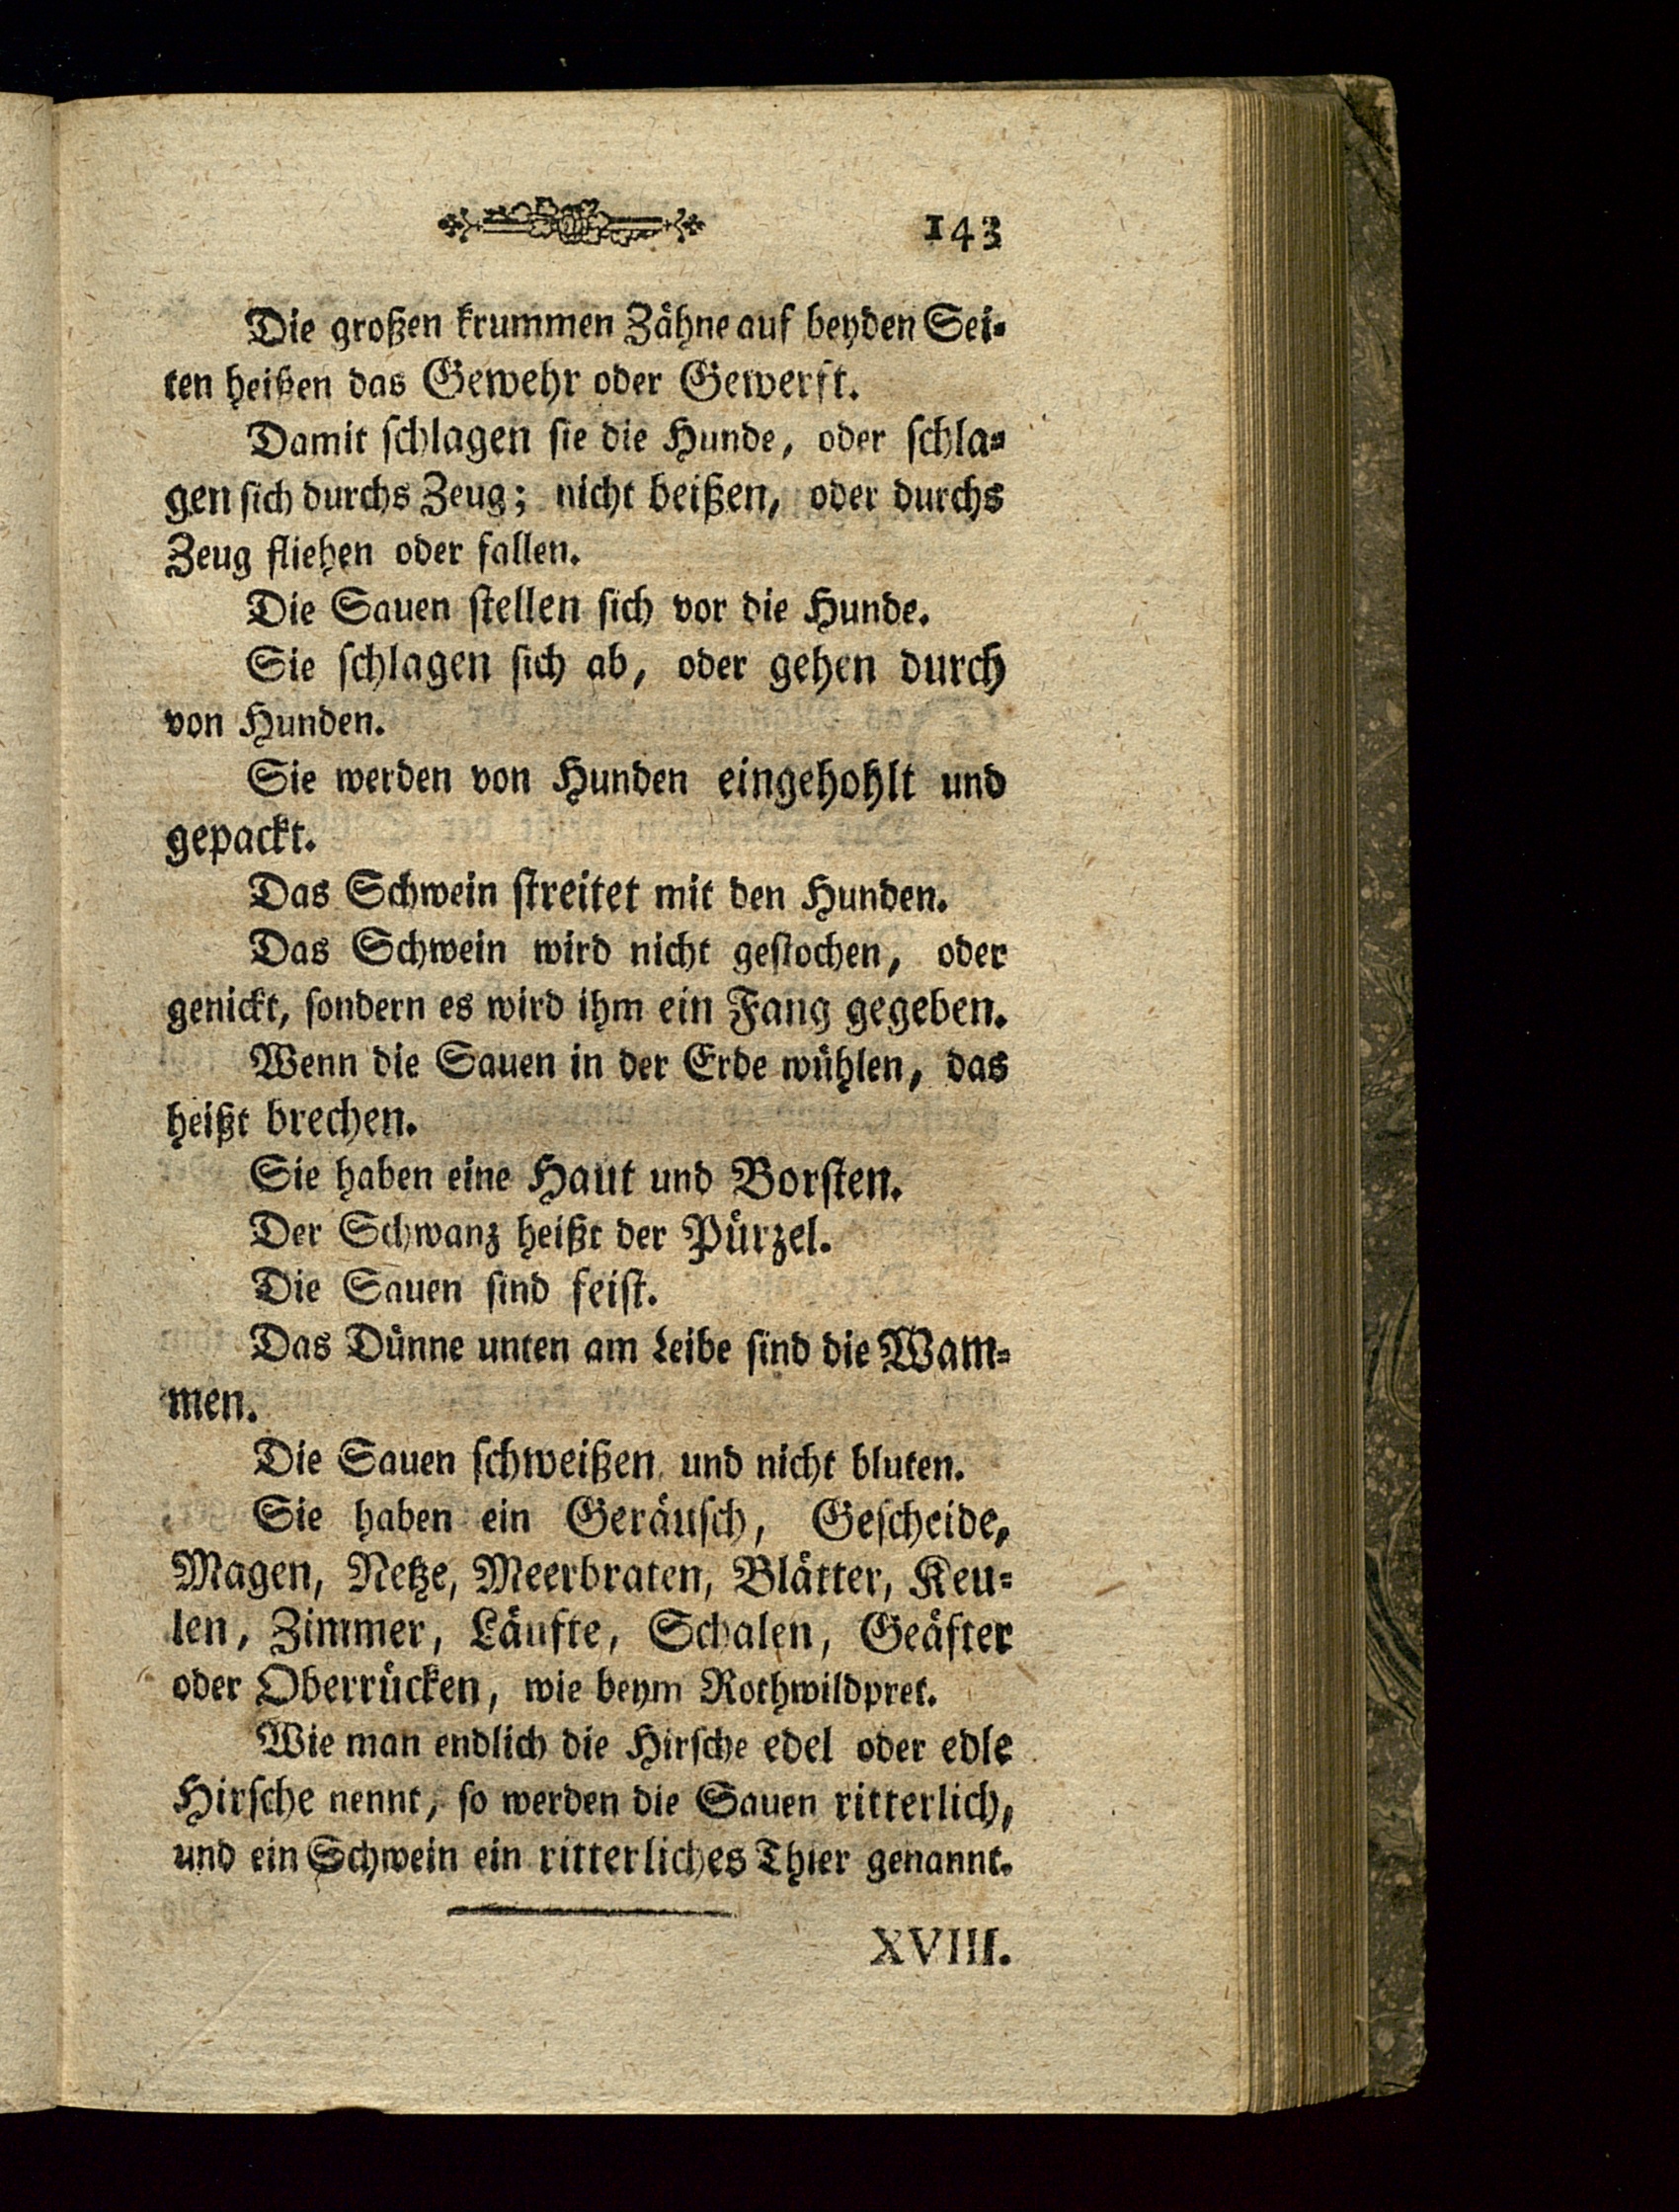 143
Die großen krummen Zähne auf beyden Sei-
ten heißen das Gewehr oder Gewerft.
Damit schlagen sie die Hunde, oder schla-
gen sich durchs Zeug; nicht beißen, oder durchs
Zeug fliehen oder fallen.
Die Sauen stellen sich vor die Hunde.
Sie schlagen sich ab, oder gehen durch
von Hunden.
Sie werden von Hunden eingehohlt und
gepackt.
Das Schwein streitet mit den Hunden.
Das Schwein wird nicht gestochen, oder
genickt, sondern es wird ihm ein Fang gegeben.
Wenn die Sauen in der Erde wühlen, das
heißt brechen.
Sie haben eine Haut und Borsten.
Der Schwanz heißt der Pürzel.
Die Sauen sind feist.
Das Dünne unten am Leibe sind die Wam-
men.
Die Sauen schweißen und nicht bluten.
Sie haben ein Geräusch, Gescheide,
Magen, Netze, Meerbraten, Blätter, Keu-
len, Zimmer, Läufte, Schalen, Geäfter
oder Oberrücken, wie beym Rothwildpret.
Wie man endlich die Hirsche edel oder edle
Hirsche nennt, so werden die Sauen ritterlich,
und ein Schwein ein ritterliches Thier genannt.
XVIII.